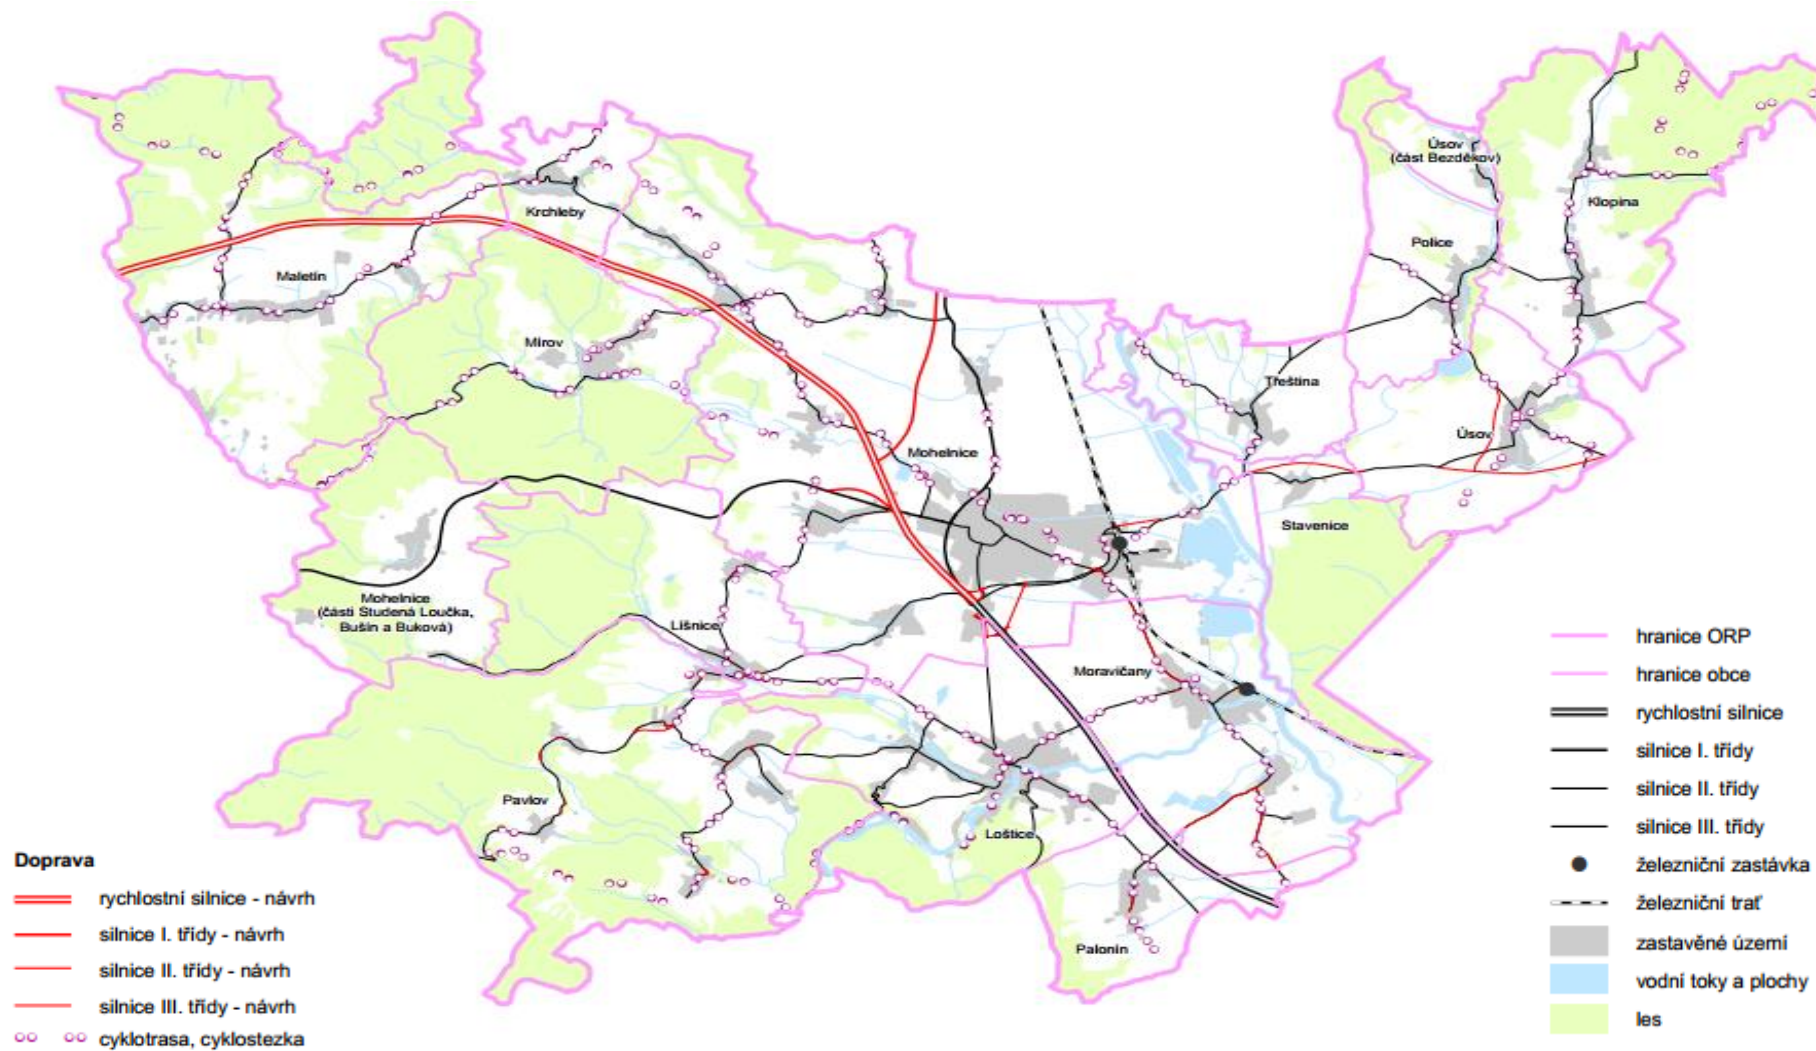 Úsov
(část Bezděkov)
Klopina
Krchleby
Police
Maletín
Mírov
Třeština
Mohelnice
Úsov
Stavenice
Mohelnice
(části Studená Loučka,
Bušín a Buková)
Líšnice
Moravičany
Pavlov
Loštice
Palonín
Doprava
rychlostní silnice - návrh
silnice I. třídy - návrh
silnice II. třídy - návrh
silnice III. třídy - návrh
cyklotrasa, cyklostezka
hranice ORP
hranice obce
rychlostní silnice
silnice I. třídy
silnice II. třídy
silnice III. třídy
železniční zastávka
železniční trať
zastavěné území
vodní toky a plochy
les